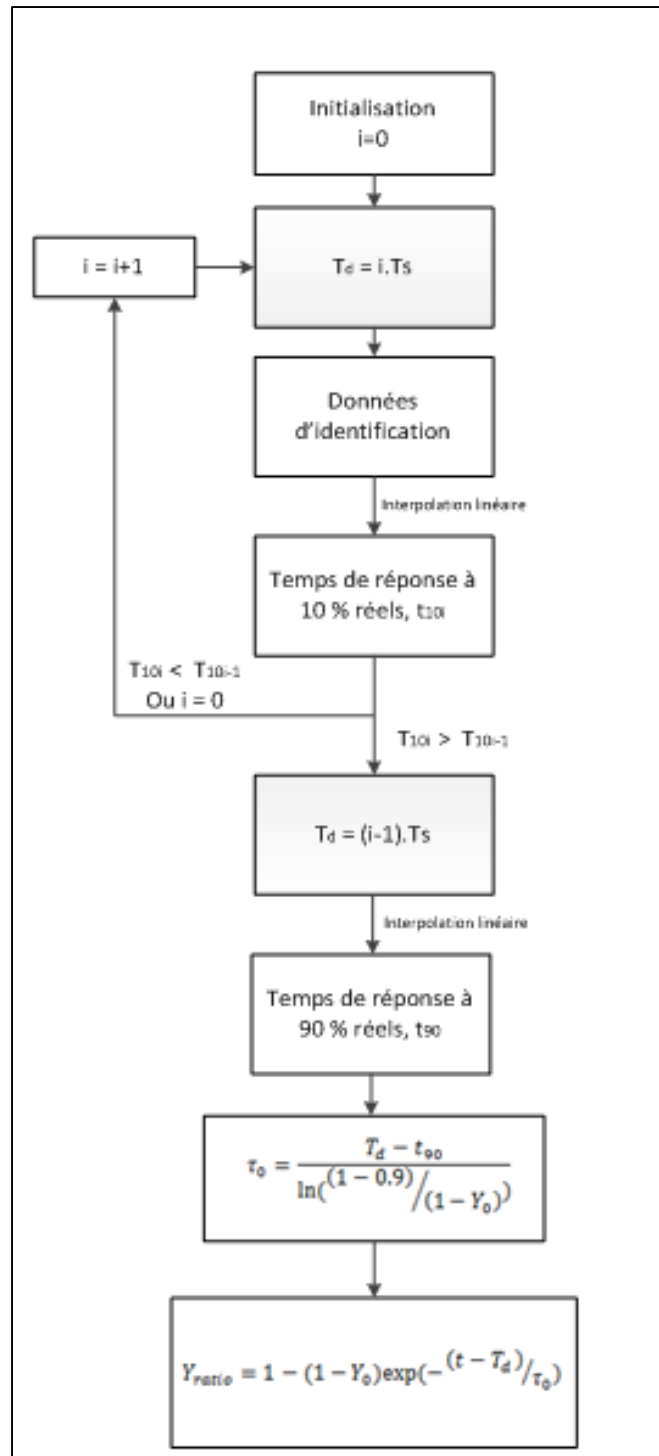 Initialisation
i=0
i = i+1
Td = i.Ts
Données
d'identification
Interpolation linéaire
Temps de réponse à
10 % réels, t10i
T10i < T10i-1
Ou i = 0
T10i > T10i-1
Td = (i-1).Ts
Interpolation linéaire
Temps de réponse à
90 % réels, t90
τ0 = (Td − t90) / ln((1 − 0.9)/(1 − Y0))
Yratio = 1 − (1 − Y0)exp(−(t − Td)/τ0)